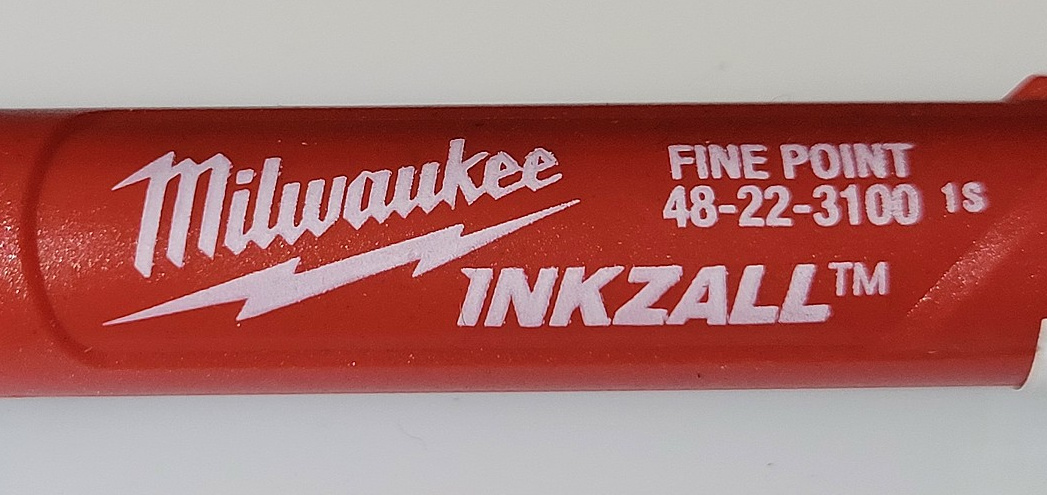 Milwaukee
FINE POINT
48-22-3100 1S
INKZALL™